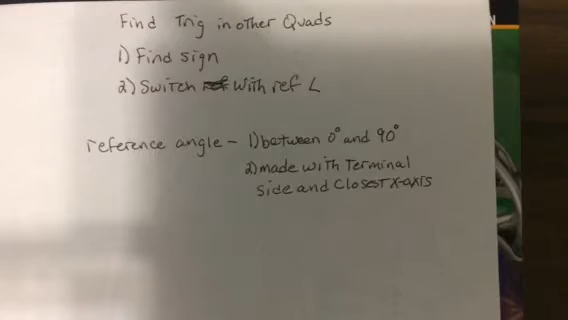 Find Trig in other Quads
1) Find sign
2) Switch with ref ∠
reference angle - 1) between 0° and 90°
2) made with Terminal
side and closest x-axis
N